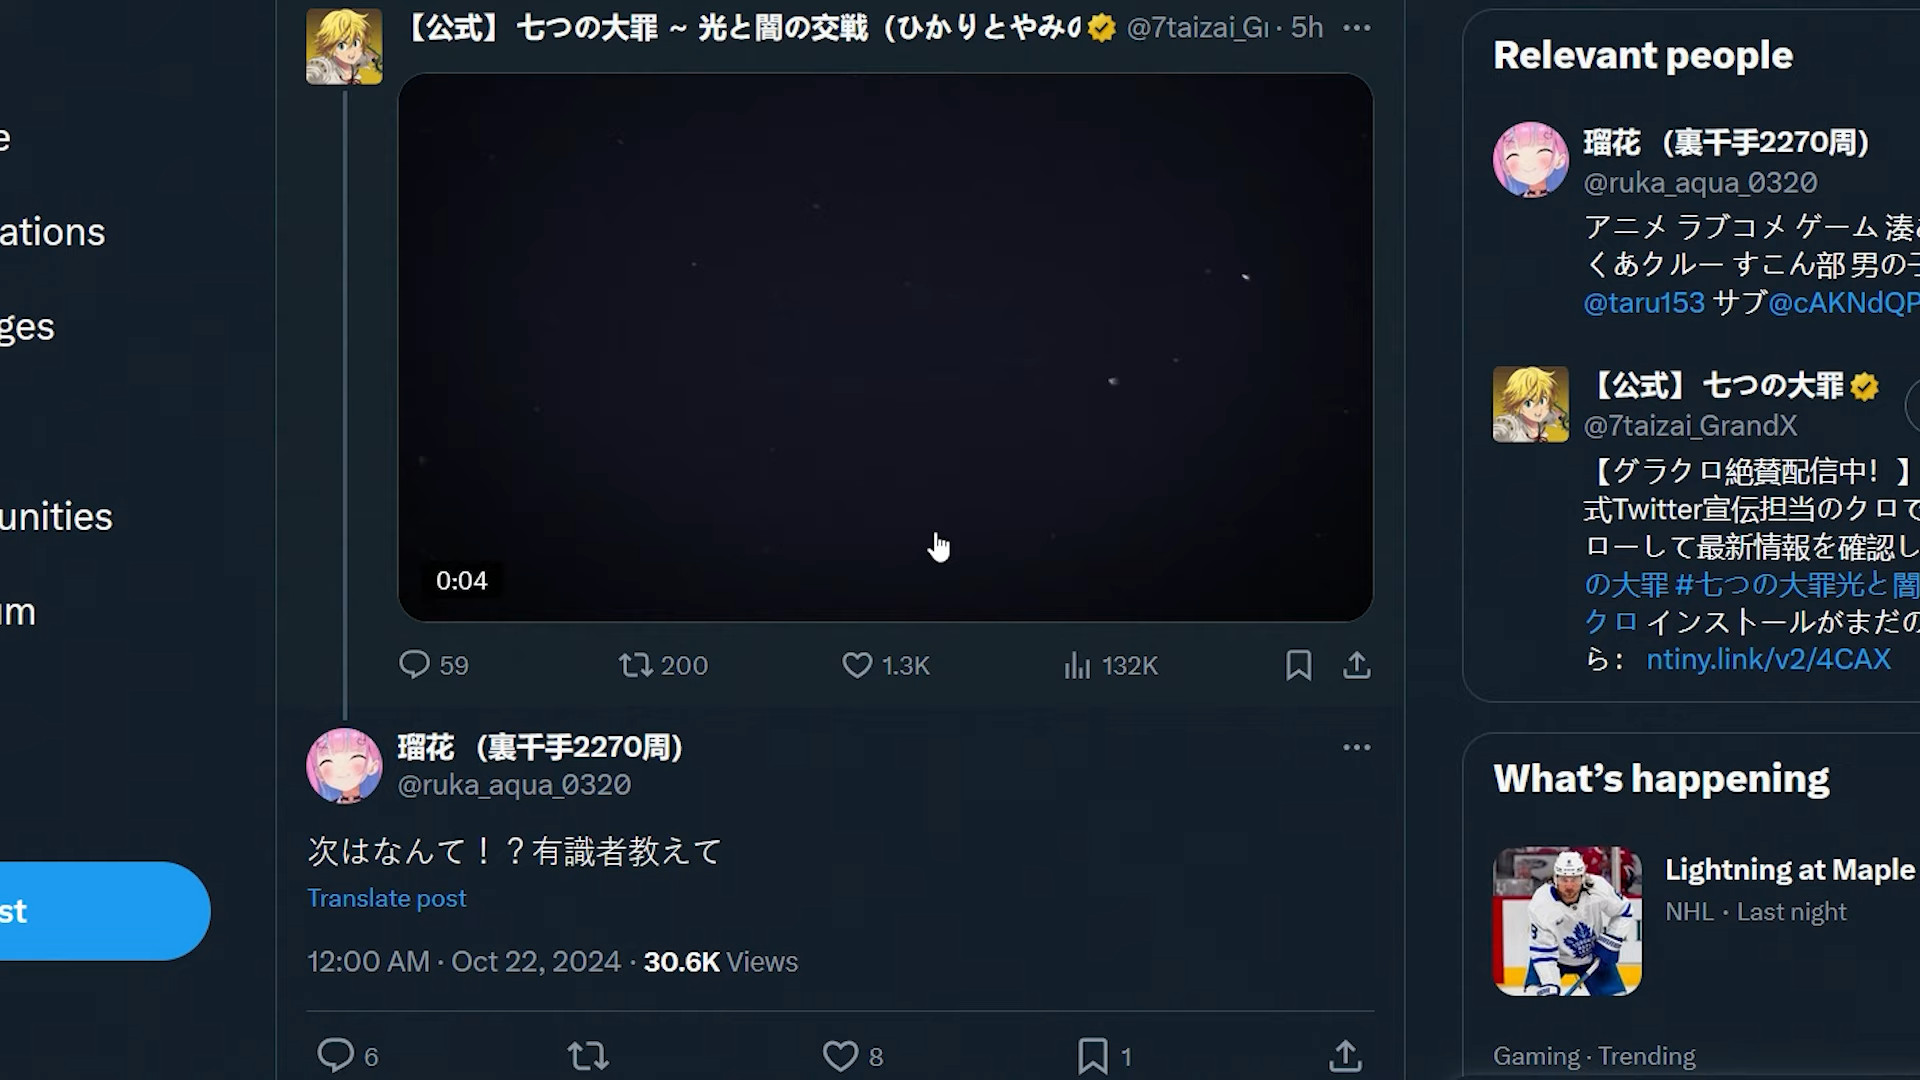 e
ations
ges
unities
um
st
【公式】 七つの大罪 ~ 光と闇の交戦（ひかりとやみの @7taizai_Gr · 5h
0:04
59 200 1.3K 132K
瑠花 （裏千手2270周）
@ruka_aqua_0320
次はなんて！？有識者教えて
Translate post
12:00 AM · Oct 22, 2024 · 30.6K Views
6 8 1
Relevant people
瑠花 （裏千手2270周）
@ruka_aqua_0320
アニメ ラブコメ ゲーム 湊あ
くあクルー すこん部 男の子
@taru153 サブ@cAKNdQP
【公式】 七つの大罪
@7taizai_GrandX
【グラクロ絶賛配信中！】
式Twitter宣伝担当のクロで
ローして最新情報を確認し
の大罪 #七つの大罪光と闇
クロ インストールがまだの
ら： ntiny.link/v2/4CAX
What’s happening
Lightning at Maple
NHL · Last night
Gaming · Trending